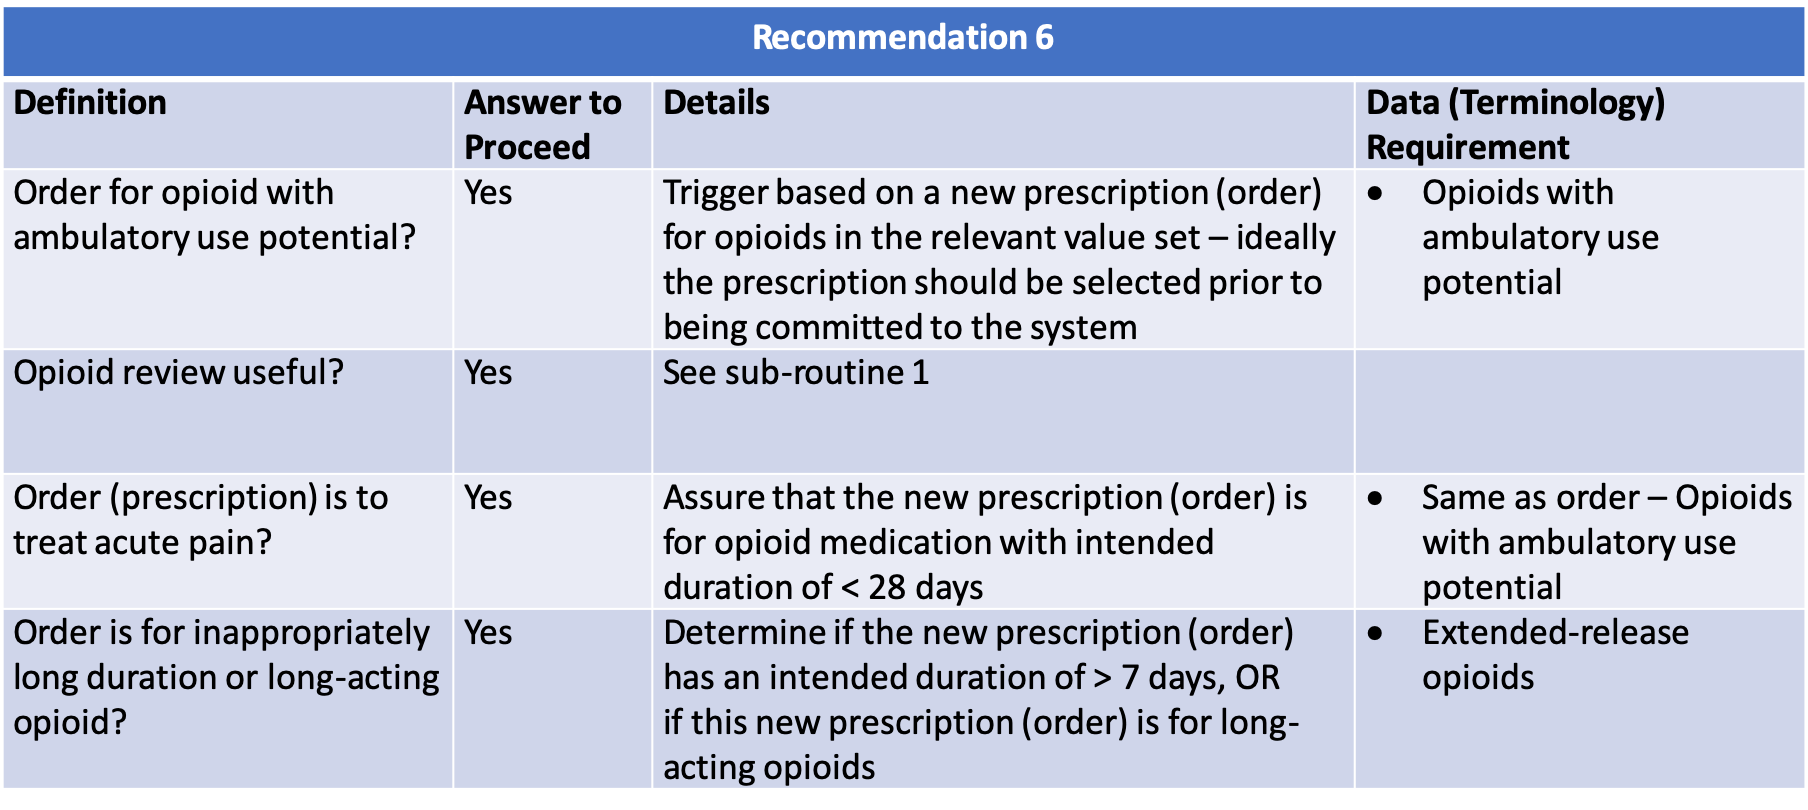 Recommendation 6
Definition
Answer to
Proceed
Details
Data (Terminology)
Requirement
Order for opioid with
ambulatory use potential?
Yes
Trigger based on a new prescription (order)
for opioids in the relevant value set – ideally
the prescription should be selected prior to
being committed to the system
• Opioids with
ambulatory use
potential
Opioid review useful?
Yes
See sub-routine 1
Order (prescription) is to
treat acute pain?
Yes
Assure that the new prescription (order) is
for opioid medication with intended
duration of < 28 days
• Same as order – Opioids
with ambulatory use
potential
Order is for inappropriately
long duration or long-acting
opioid?
Yes
Determine if the new prescription (order)
has an intended duration of > 7 days, OR
if this new prescription (order) is for long-
acting opioids
• Extended-release
opioids